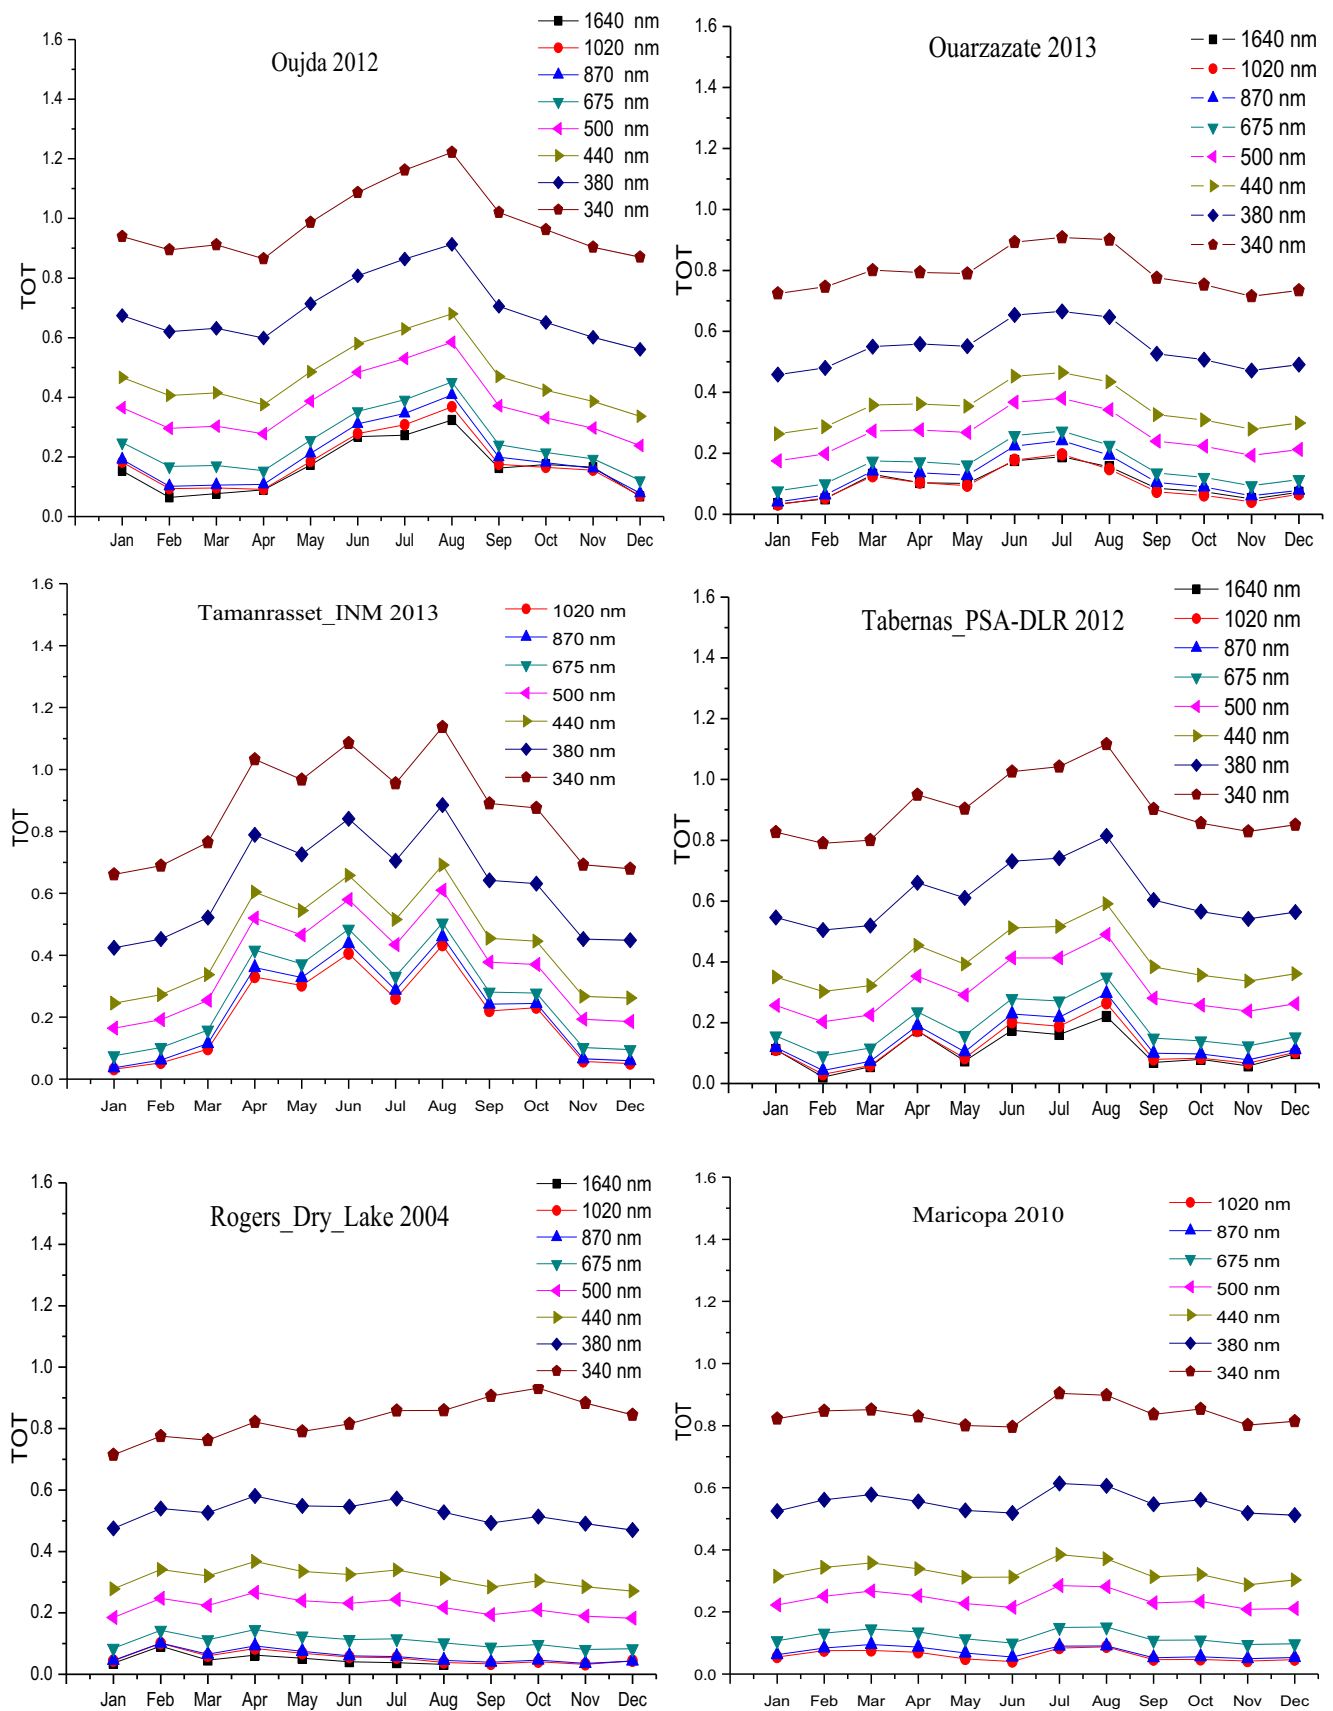 Oujda 2012
1640 nm
1020 nm
870 nm
675 nm
500 nm
440 nm
380 nm
340 nm
TOT
1.6
1.4
1.2
1.0
0.8
0.6
0.4
0.2
0.0
Jan Feb Mar Apr May Jun Jul Aug Sep Oct Nov Dec
Ouarzazate 2013
1640 nm
1020 nm
870 nm
675 nm
500 nm
440 nm
380 nm
340 nm
TOT
1.6
1.4
1.2
1.0
0.8
0.6
0.4
0.2
0.0
Jan Feb Mar Apr May Jun Jul Aug Sep Oct Nov Dec
Tamanrasset_INM 2013
1020 nm
870 nm
675 nm
500 nm
440 nm
380 nm
340 nm
TOT
1.6
1.4
1.2
1.0
0.8
0.6
0.4
0.2
0.0
Jan Feb Mar Apr May Jun Jul Aug Sep Oct Nov Dec
Tabernas_PSA-DLR 2012
1640 nm
1020 nm
870 nm
675 nm
500 nm
440 nm
380 nm
340 nm
TOT
1.6
1.4
1.2
1.0
0.8
0.6
0.4
0.2
0.0
Jan Feb Mar Apr May Jun Jul Aug Sep Oct Nov Dec
Rogers_Dry_Lake 2004
1640 nm
1020 nm
870 nm
675 nm
500 nm
440 nm
380 nm
340 nm
TOT
1.6
1.4
1.2
1.0
0.8
0.6
0.4
0.2
0.0
Jan Feb Mar Apr May Jun Jul Aug Sep Oct Nov Dec
Maricopa 2010
1020 nm
870 nm
675 nm
500 nm
440 nm
380 nm
340 nm
TOT
1.6
1.4
1.2
1.0
0.8
0.6
0.4
0.2
0.0
Jan Feb Mar Apr May Jun Jul Aug Sep Oct Nov Dec